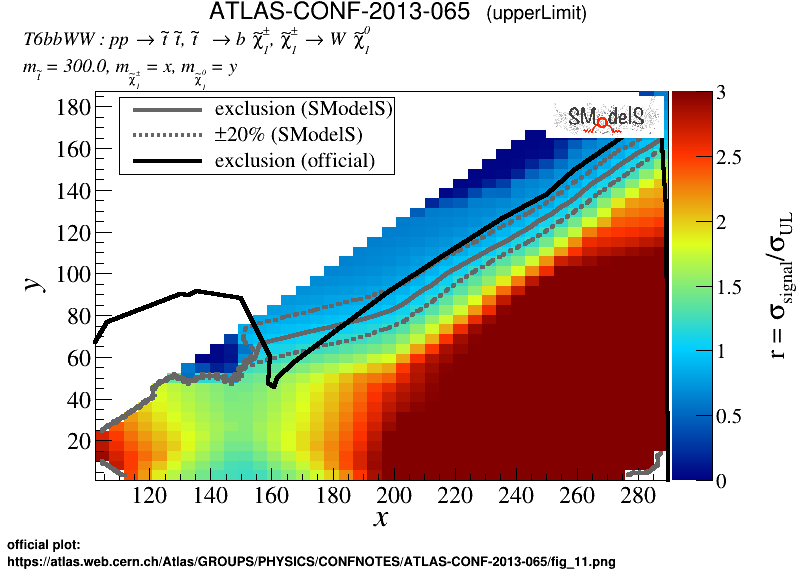 ATLAS-CONF-2013-065 (upperLimit)
T6bbWW : pp → t̃ t̃, t̃ → b χ̃₁±, χ̃₁± → W χ̃₁⁰
m_t̃ = 300.0, m_χ̃₁± = x, m_χ̃₁⁰ = y
exclusion (SModelS)
±20% (SModelS)
exclusion (official)
SModelS
180
160
140
120
100
80
60
40
20
y
120 140 160 180 200 220 240 260 280
x
3
2.5
2
1.5
1
0.5
0
r = σ_signal/σ_UL
official plot:
https://atlas.web.cern.ch/Atlas/GROUPS/PHYSICS/CONFNOTES/ATLAS-CONF-2013-065/fig_11.png